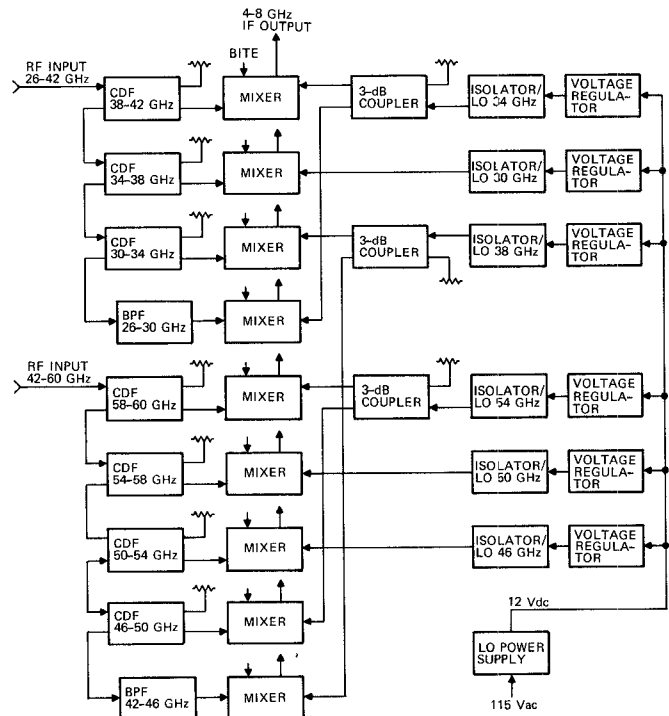 4-8 GHz
IF OUTPUT
RF INPUT
26-42 GHz
BITE
CDF
38-42 GHz
MIXER
3-dB
COUPLER
ISOLATOR/
LO 34 GHz
VOLTAGE
REGULA-
TOR
CDF
34-38 GHz
MIXER
ISOLATOR/
LO 30 GHz
VOLTAGE
REGULA-
TOR
CDF
30-34 GHz
MIXER
3-dB
COUPLER
ISOLATOR/
LO 38 GHz
VOLTAGE
REGULA-
TOR
BPF
26-30 GHz
MIXER
RF INPUT
42-60 GHz
CDF
58-60 GHz
MIXER
3-dB
COUPLER
ISOLATOR/
LO 54 GHz
VOLTAGE
REGULA-
TOR
CDF
54-58 GHz
MIXER
ISOLATOR/
LO 50 GHz
VOLTAGE
REGULA-
TOR
CDF
50-54 GHz
MIXER
ISOLATOR/
LO 46 GHz
VOLTAGE
REGULA-
TOR
CDF
46-50 GHz
MIXER
12 Vdc
LO POWER
SUPPLY
BPF
42-46 GHz
MIXER
115 Vac